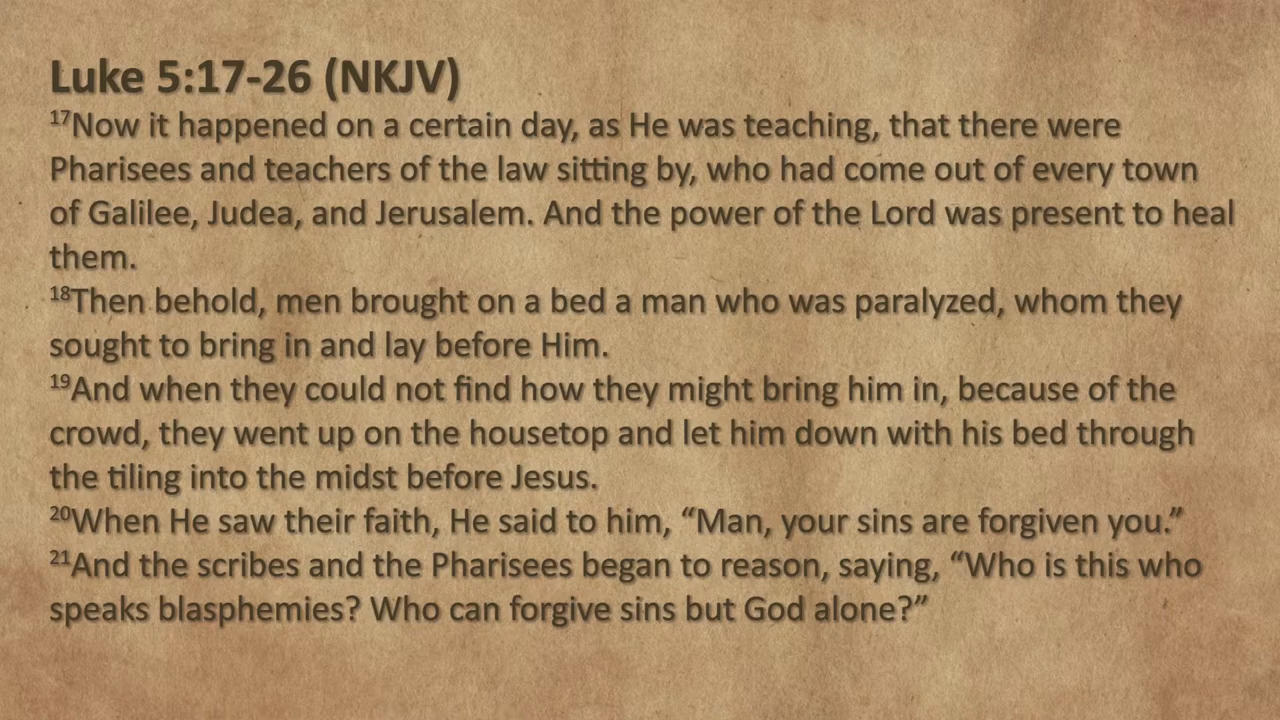 Luke 5:17-26 (NKJV)
17Now it happened on a certain day, as He was teaching, that there were
Pharisees and teachers of the law sitting by, who had come out of every town
of Galilee, Judea, and Jerusalem. And the power of the Lord was present to heal
them.
18Then behold, men brought on a bed a man who was paralyzed, whom they
sought to bring in and lay before Him.
19And when they could not find how they might bring him in, because of the
crowd, they went up on the housetop and let him down with his bed through
the tiling into the midst before Jesus.
20When He saw their faith, He said to him, “Man, your sins are forgiven you.”
21And the scribes and the Pharisees began to reason, saying, “Who is this who
speaks blasphemies? Who can forgive sins but God alone?”